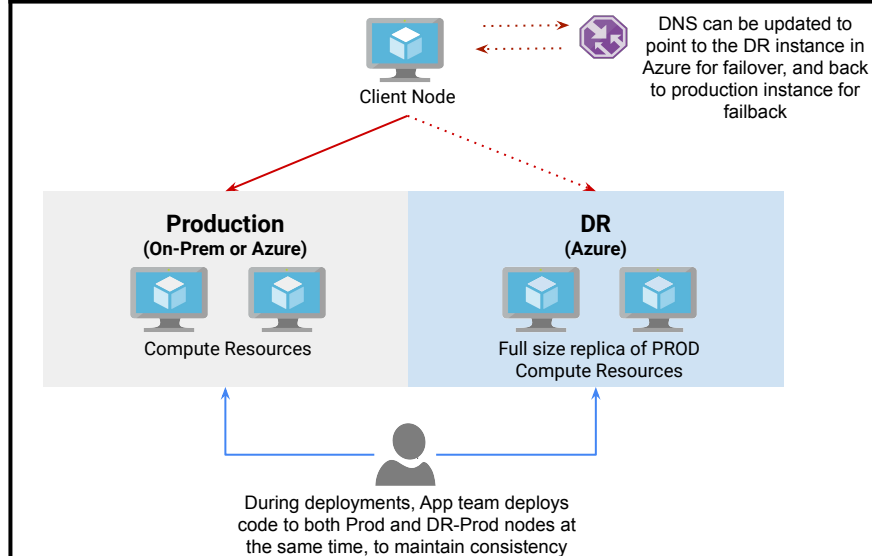 DNS can be updated to
point to the DR instance in
Azure for failover, and back
to production instance for
failback
Client Node
Production
(On-Prem or Azure)
Compute Resources
DR
(Azure)
Full size replica of PROD
Compute Resources
During deployments, App team deploys
code to both Prod and DR-Prod nodes at
the same time, to maintain consistency